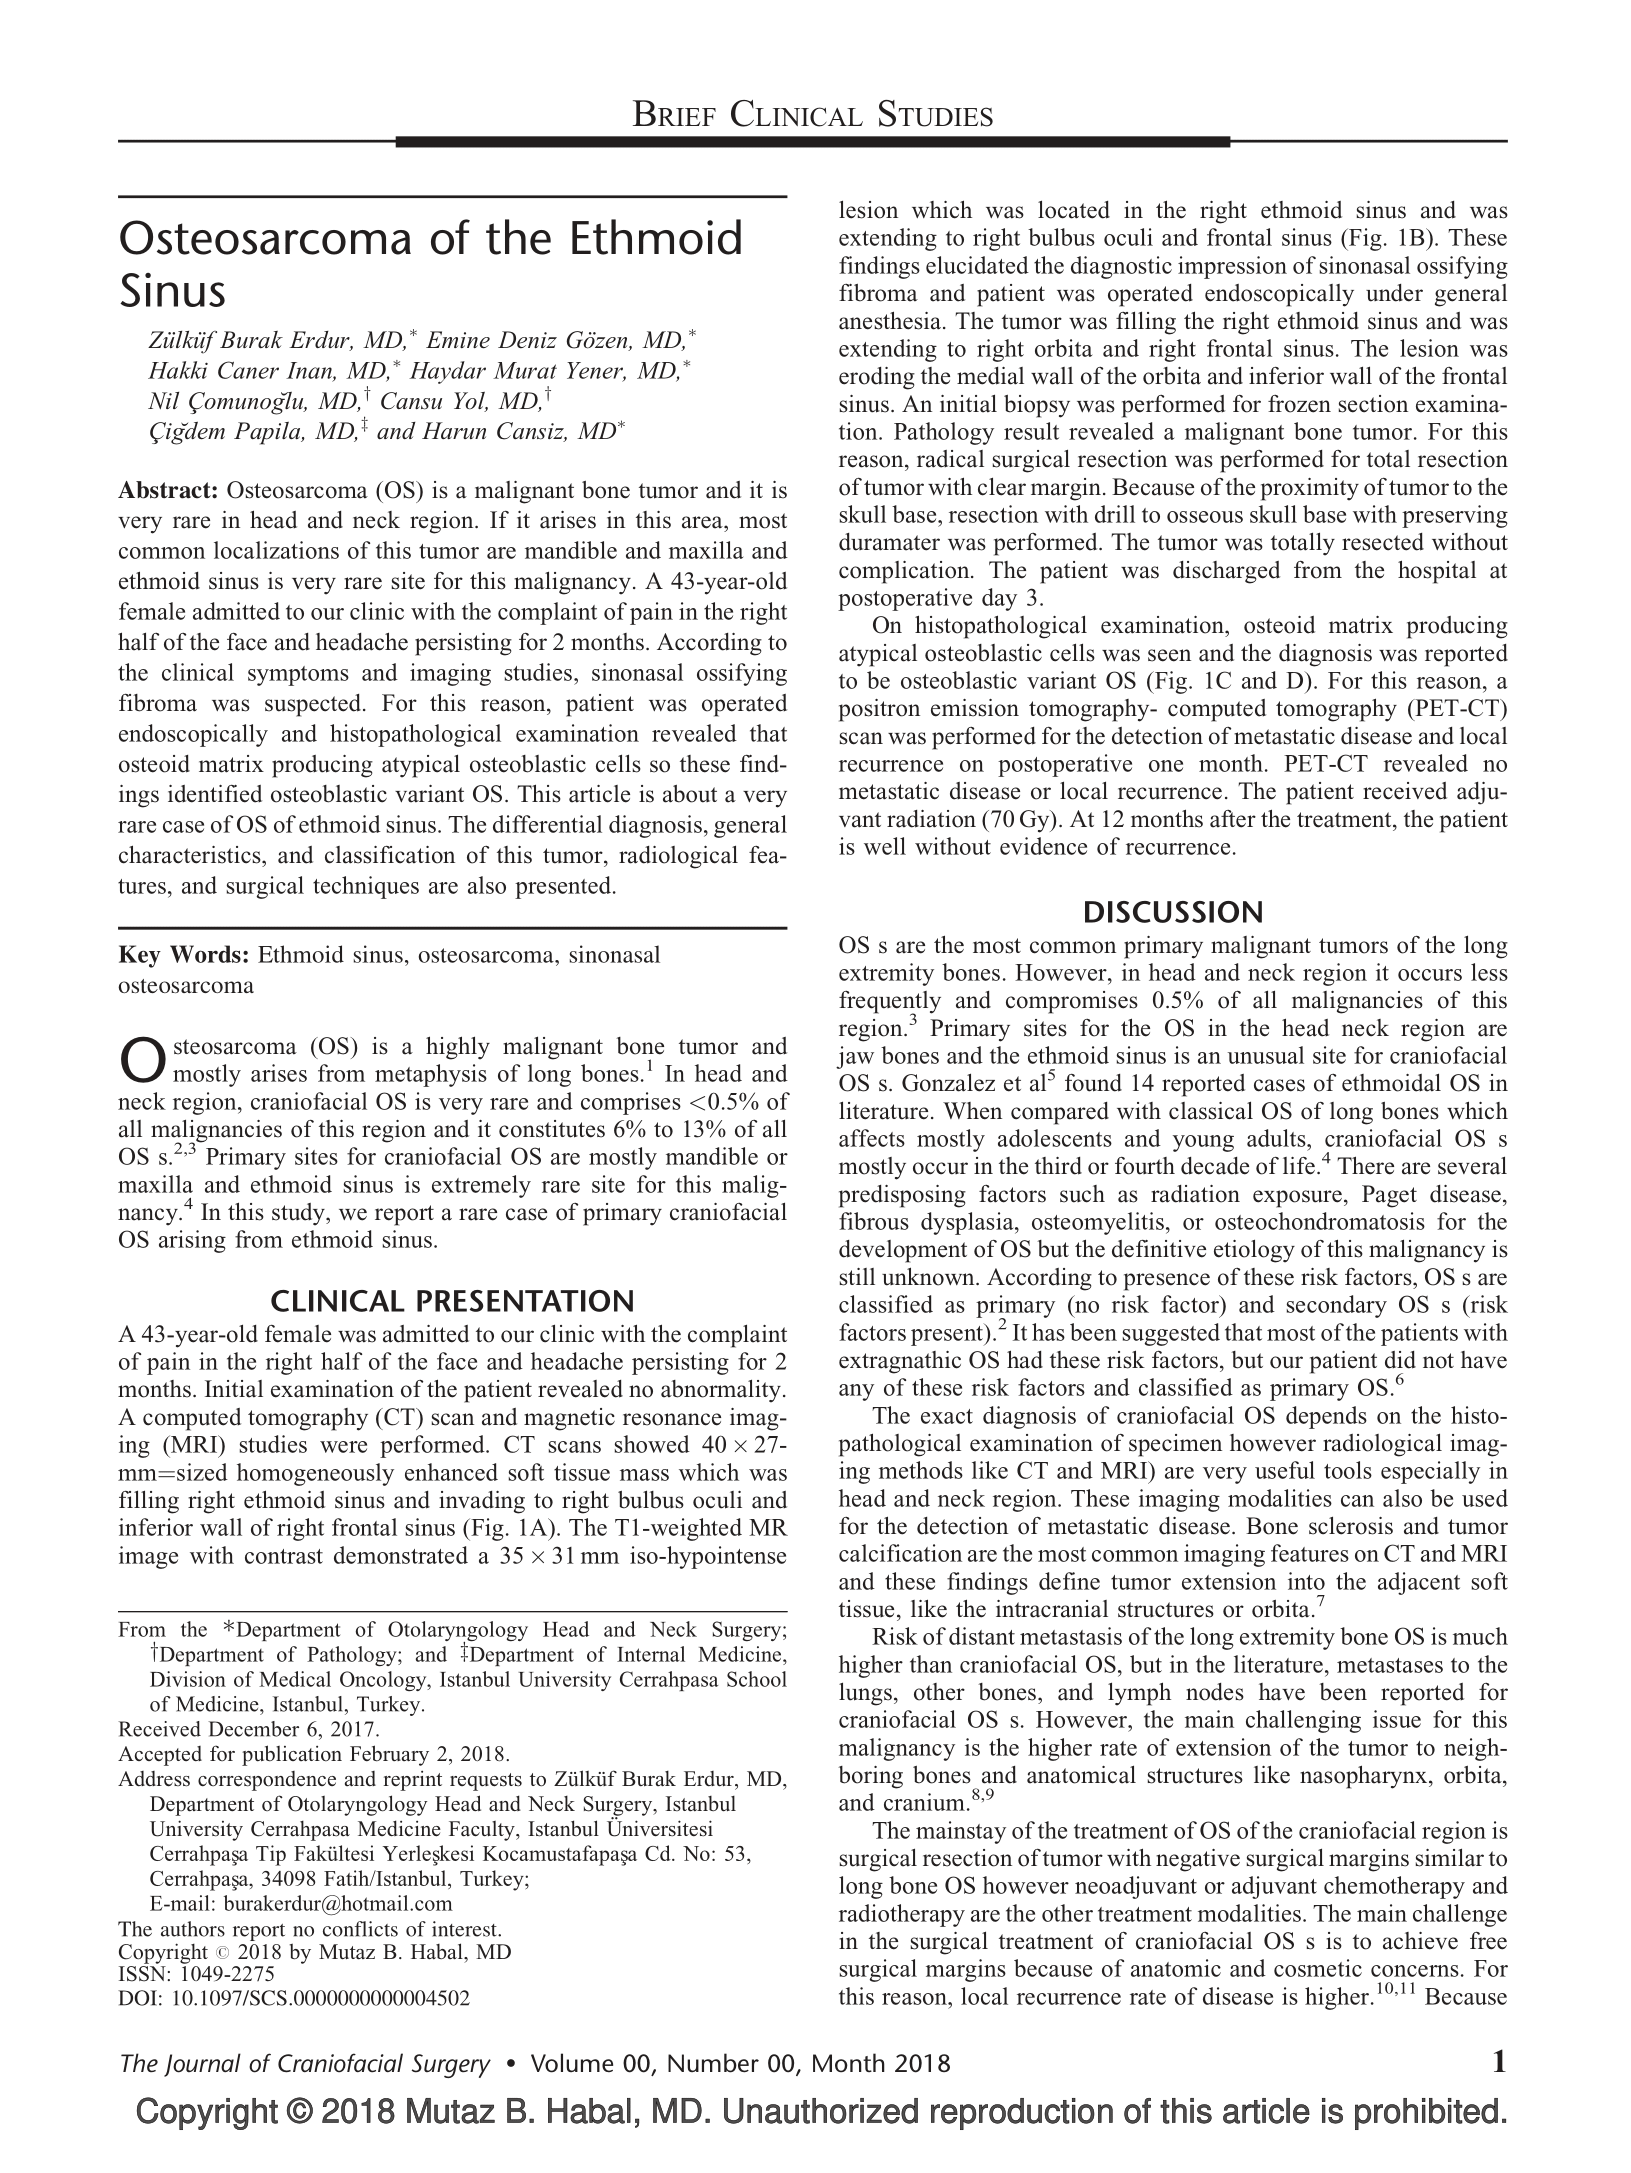 BRIEF CLINICAL STUDIES
Osteosarcoma of the Ethmoid
Sinus
Zülküf Burak Erdur, MD,* Emine Deniz Gözen, MD,*
Hakki Caner Inan, MD,* Haydar Murat Yener, MD,*
Nil Çomunoğlu, MD,† Cansu Yol, MD,†
Çiğdem Papila, MD,‡ and Harun Cansiz, MD*
Abstract: Osteosarcoma (OS) is a malignant bone tumor and it is
very rare in head and neck region. If it arises in this area, most
common localizations of this tumor are mandible and maxilla and
ethmoid sinus is very rare site for this malignancy. A 43-year-old
female admitted to our clinic with the complaint of pain in the right
half of the face and headache persisting for 2 months. According to
the clinical symptoms and imaging studies, sinonasal ossifying
fibroma was suspected. For this reason, patient was operated
endoscopically and histopathological examination revealed that
osteoid matrix producing atypical osteoblastic cells so these find-
ings identified osteoblastic variant OS. This article is about a very
rare case of OS of ethmoid sinus. The differential diagnosis, general
characteristics, and classification of this tumor, radiological fea-
tures, and surgical techniques are also presented.
Key Words: Ethmoid sinus, osteosarcoma, sinonasal
osteosarcoma
Osteosarcoma (OS) is a highly malignant bone tumor and
mostly arises from metaphysis of long bones.1 In head and
neck region, craniofacial OS is very rare and comprises <0.5% of
all malignancies of this region and it constitutes 6% to 13% of all
OS s.2,3 Primary sites for craniofacial OS are mostly mandible or
maxilla and ethmoid sinus is extremely rare site for this malig-
nancy.4 In this study, we report a rare case of primary craniofacial
OS arising from ethmoid sinus.
CLINICAL PRESENTATION
A 43-year-old female was admitted to our clinic with the complaint
of pain in the right half of the face and headache persisting for 2
months. Initial examination of the patient revealed no abnormality.
A computed tomography (CT) scan and magnetic resonance imag-
ing (MRI) studies were performed. CT scans showed 40 × 27-
mm=sized homogeneously enhanced soft tissue mass which was
filling right ethmoid sinus and invading to right bulbus oculi and
inferior wall of right frontal sinus (Fig. 1A). The T1-weighted MR
image with contrast demonstrated a 35 × 31 mm iso-hypointense
From the *Department of Otolaryngology Head and Neck Surgery;
†Department of Pathology; and ‡Department of Internal Medicine,
Division of Medical Oncology, Istanbul University Cerrahpasa School
of Medicine, Istanbul, Turkey.
Received December 6, 2017.
Accepted for publication February 2, 2018.
Address correspondence and reprint requests to Zülküf Burak Erdur, MD,
Department of Otolaryngology Head and Neck Surgery, Istanbul
University Cerrahpasa Medicine Faculty, Istanbul Üniversitesi
Cerrahpaşa Tip Fakültesi Yerleşkesi Kocamustafapaşa Cd. No: 53,
Cerrahpaşa, 34098 Fatih/Istanbul, Turkey;
E-mail: burakerdur@hotmail.com
The authors report no conflicts of interest.
Copyright © 2018 by Mutaz B. Habal, MD
ISSN: 1049-2275
DOI: 10.1097/SCS.0000000000004502
lesion which was located in the right ethmoid sinus and was
extending to right bulbus oculi and frontal sinus (Fig. 1B). These
findings elucidated the diagnostic impression of sinonasal ossifying
fibroma and patient was operated endoscopically under general
anesthesia. The tumor was filling the right ethmoid sinus and was
extending to right orbita and right frontal sinus. The lesion was
eroding the medial wall of the orbita and inferior wall of the frontal
sinus. An initial biopsy was performed for frozen section examina-
tion. Pathology result revealed a malignant bone tumor. For this
reason, radical surgical resection was performed for total resection
of tumor with clear margin. Because of the proximity of tumor to the
skull base, resection with drill to osseous skull base with preserving
duramater was performed. The tumor was totally resected without
complication. The patient was discharged from the hospital at
postoperative day 3.
On histopathological examination, osteoid matrix producing
atypical osteoblastic cells was seen and the diagnosis was reported
to be osteoblastic variant OS (Fig. 1C and D). For this reason, a
positron emission tomography- computed tomography (PET-CT)
scan was performed for the detection of metastatic disease and local
recurrence on postoperative one month. PET-CT revealed no
metastatic disease or local recurrence. The patient received adju-
vant radiation (70 Gy). At 12 months after the treatment, the patient
is well without evidence of recurrence.
DISCUSSION
OS s are the most common primary malignant tumors of the long
extremity bones. However, in head and neck region it occurs less
frequently and compromises 0.5% of all malignancies of this
region.3 Primary sites for the OS in the head neck region are
jaw bones and the ethmoid sinus is an unusual site for craniofacial
OS s. Gonzalez et al5 found 14 reported cases of ethmoidal OS in
literature. When compared with classical OS of long bones which
affects mostly adolescents and young adults, craniofacial OS s
mostly occur in the third or fourth decade of life.4 There are several
predisposing factors such as radiation exposure, Paget disease,
fibrous dysplasia, osteomyelitis, or osteochondromatosis for the
development of OS but the definitive etiology of this malignancy is
still unknown. According to presence of these risk factors, OS s are
classified as primary (no risk factor) and secondary OS s (risk
factors present).2 It has been suggested that most of the patients with
extragnathic OS had these risk factors, but our patient did not have
any of these risk factors and classified as primary OS.6
The exact diagnosis of craniofacial OS depends on the histo-
pathological examination of specimen however radiological imag-
ing methods like CT and MRI) are very useful tools especially in
head and neck region. These imaging modalities can also be used
for the detection of metastatic disease. Bone sclerosis and tumor
calcification are the most common imaging features on CT and MRI
and these findings define tumor extension into the adjacent soft
tissue, like the intracranial structures or orbita.7
Risk of distant metastasis of the long extremity bone OS is much
higher than craniofacial OS, but in the literature, metastases to the
lungs, other bones, and lymph nodes have been reported for
craniofacial OS s. However, the main challenging issue for this
malignancy is the higher rate of extension of the tumor to neigh-
boring bones and anatomical structures like nasopharynx, orbita,
and cranium.8,9
The mainstay of the treatment of OS of the craniofacial region is
surgical resection of tumor with negative surgical margins similar to
long bone OS however neoadjuvant or adjuvant chemotherapy and
radiotherapy are the other treatment modalities. The main challenge
in the surgical treatment of craniofacial OS s is to achieve free
surgical margins because of anatomic and cosmetic concerns. For
this reason, local recurrence rate of disease is higher.10,11 Because
The Journal of Craniofacial Surgery • Volume 00, Number 00, Month 2018
1
Copyright © 2018 Mutaz B. Habal, MD. Unauthorized reproduction of this article is prohibited.